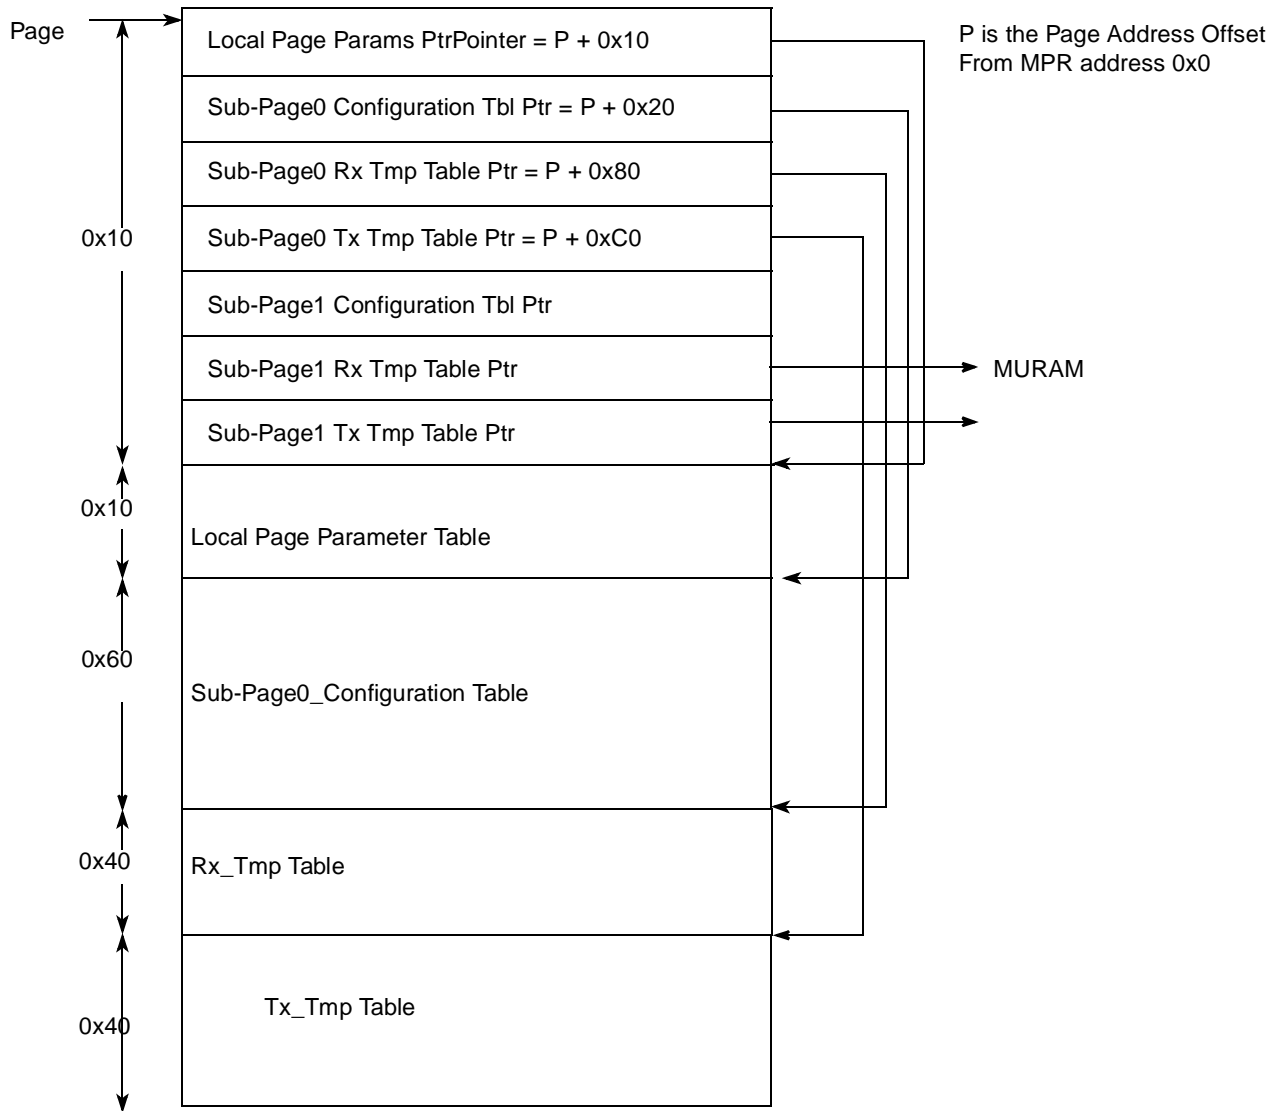 Page
Local Page Params PtrPointer = P + 0x10
P is the Page Address Offset
From MPR address 0x0
Sub-Page0 Configuration Tbl Ptr = P + 0x20
Sub-Page0 Rx Tmp Table Ptr = P + 0x80
0x10
Sub-Page0 Tx Tmp Table Ptr = P + 0xC0
Sub-Page1 Configuration Tbl Ptr
Sub-Page1 Rx Tmp Table Ptr
MURAM
Sub-Page1 Tx Tmp Table Ptr
0x10
Local Page Parameter Table
0x60
Sub-Page0_Configuration Table
0x40
Rx_Tmp Table
Tx_Tmp Table
0x40